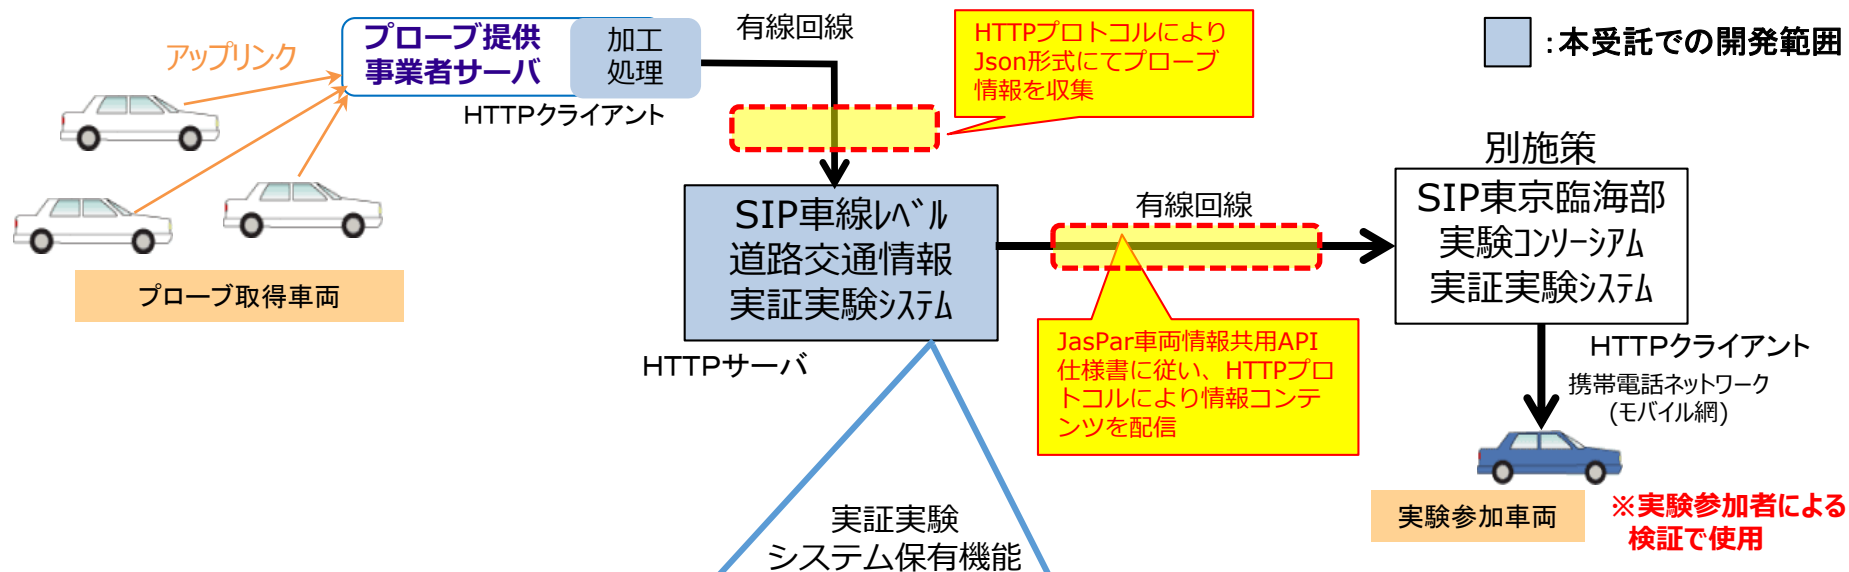 アップリンク
プローブ提供
事業者サーバ
加工
処理
HTTPクライアント
有線回線
HTTPプロトコルにより
Json形式にてプローブ
情報を収集
:本受託での開発範囲
プローブ取得車両
SIP車線ﾚﾍﾞﾙ
道路交通情報
実証実験ｼｽﾃﾑ
HTTPサーバ
有線回線
JasPar車両情報共用API
仕様書に従い、HTTPプロ
トコルにより情報コンテ
ンツを配信
別施策
SIP東京臨海部
実験ｺﾝソーシアム
実証実験ｼｽﾃﾑ
HTTPクライアント
携帯電話ネットワーク
(モバイル網)
実験参加車両
※実験参加者による
検証で使用
実証実験
システム保有機能